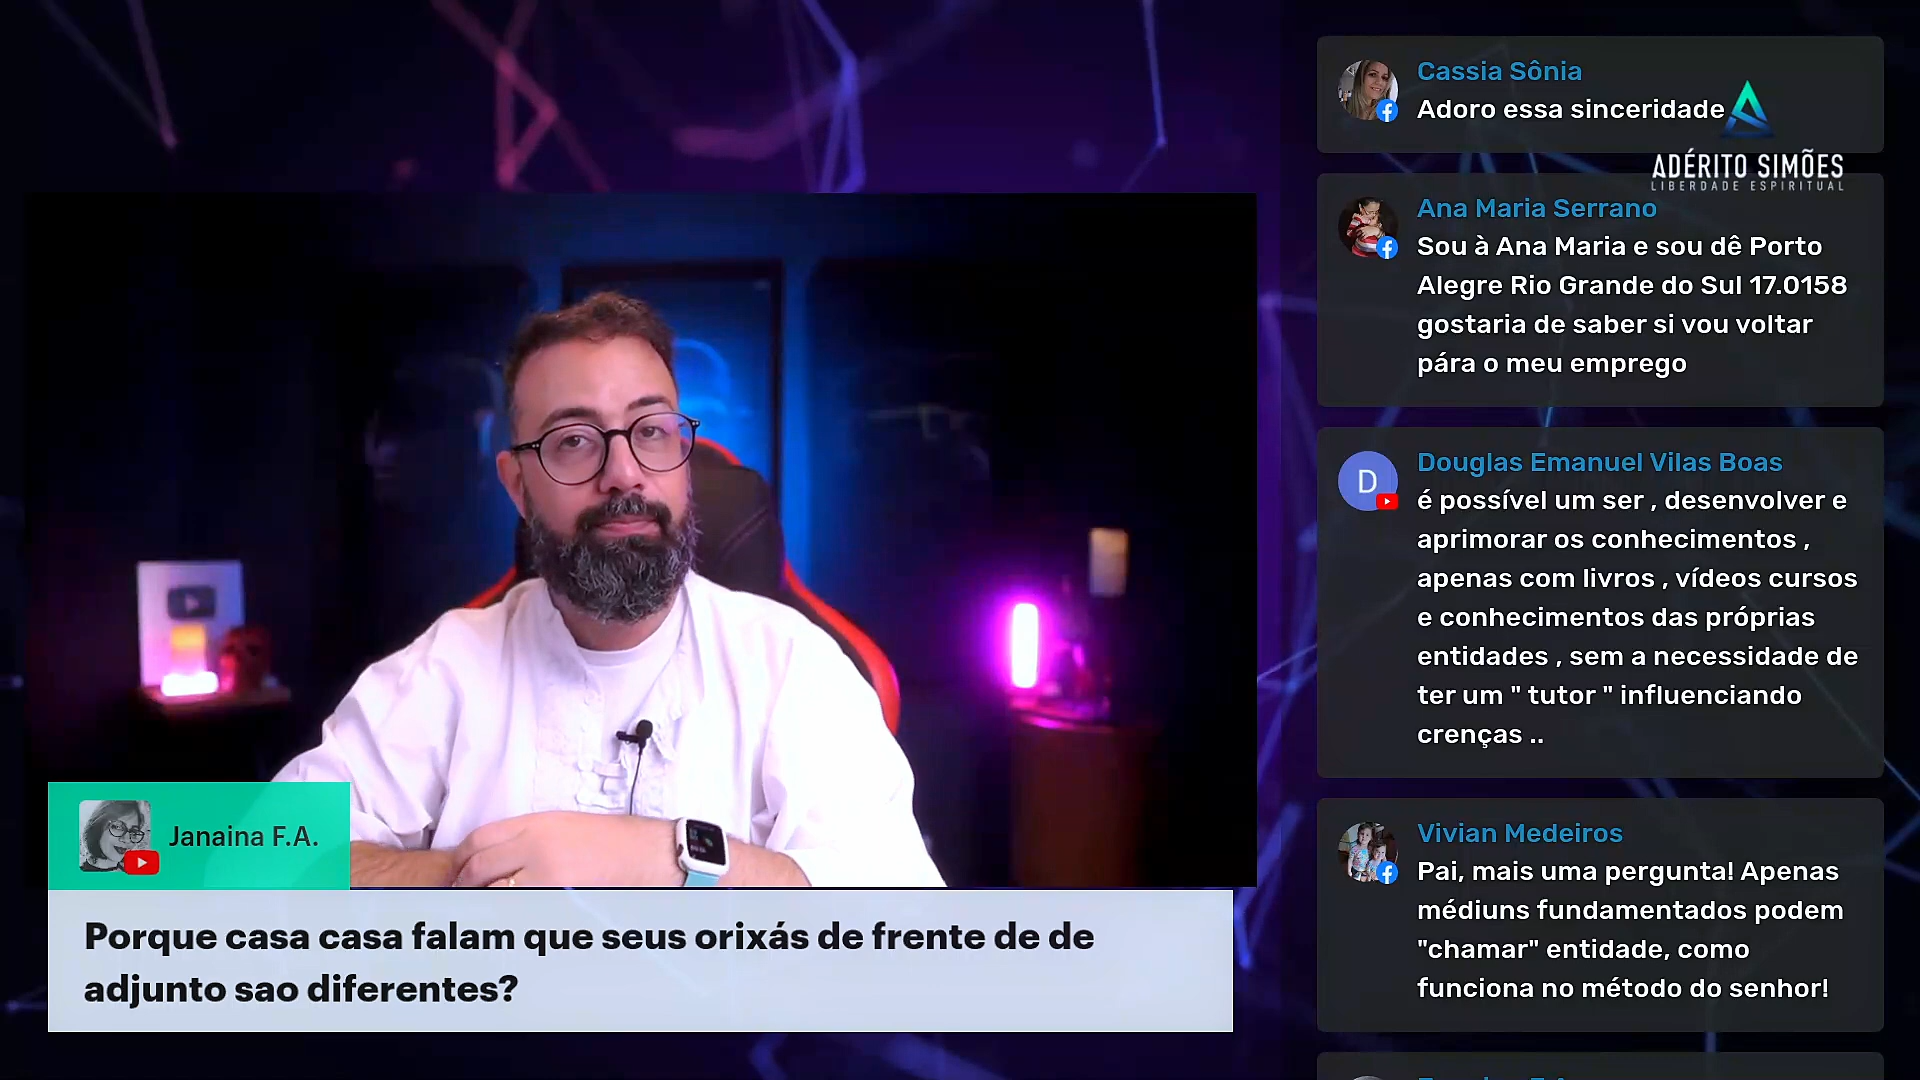 Cassia Sônia
Adoro essa sinceridade
ADÉRITO SIMÕES
LIBERDADE ESPIRITUAL
Ana Maria Serrano
Sou à Ana Maria e sou dê Porto
Alegre Rio Grande do Sul 17.0158
gostaria de saber si vou voltar
pára o meu emprego
D
Douglas Emanuel Vilas Boas
é possível um ser , desenvolver e
aprimorar os conhecimentos ,
apenas com livros , vídeos cursos
e conhecimentos das próprias
entidades , sem a necessidade de
ter um " tutor " influenciando
crenças ..
Vivian Medeiros
Pai, mais uma pergunta! Apenas
médiuns fundamentados podem
"chamar" entidade, como
funciona no método do senhor!
Janaina F.A.
Porque casa casa falam que seus orixás de frente de de
adjunto sao diferentes?